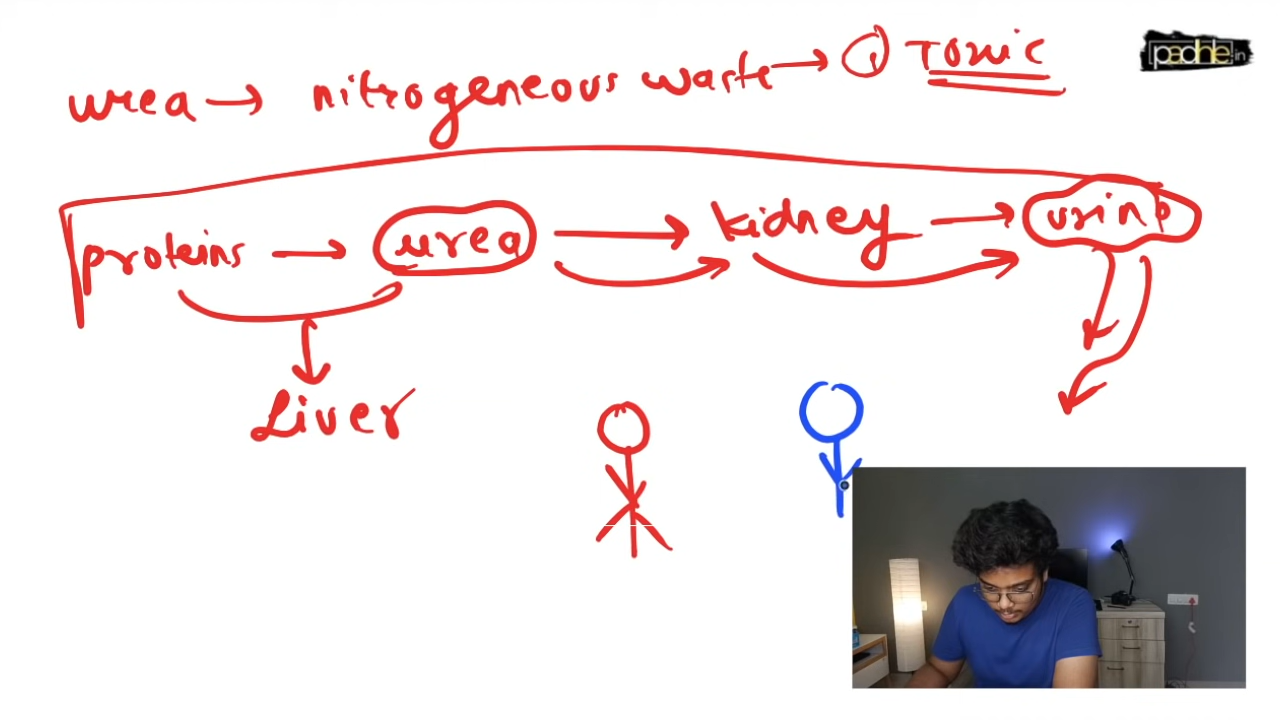 urea → nitrogeneous waste → ① Toxic
padhle.in
proteins → urea → kidney → urine
Liver